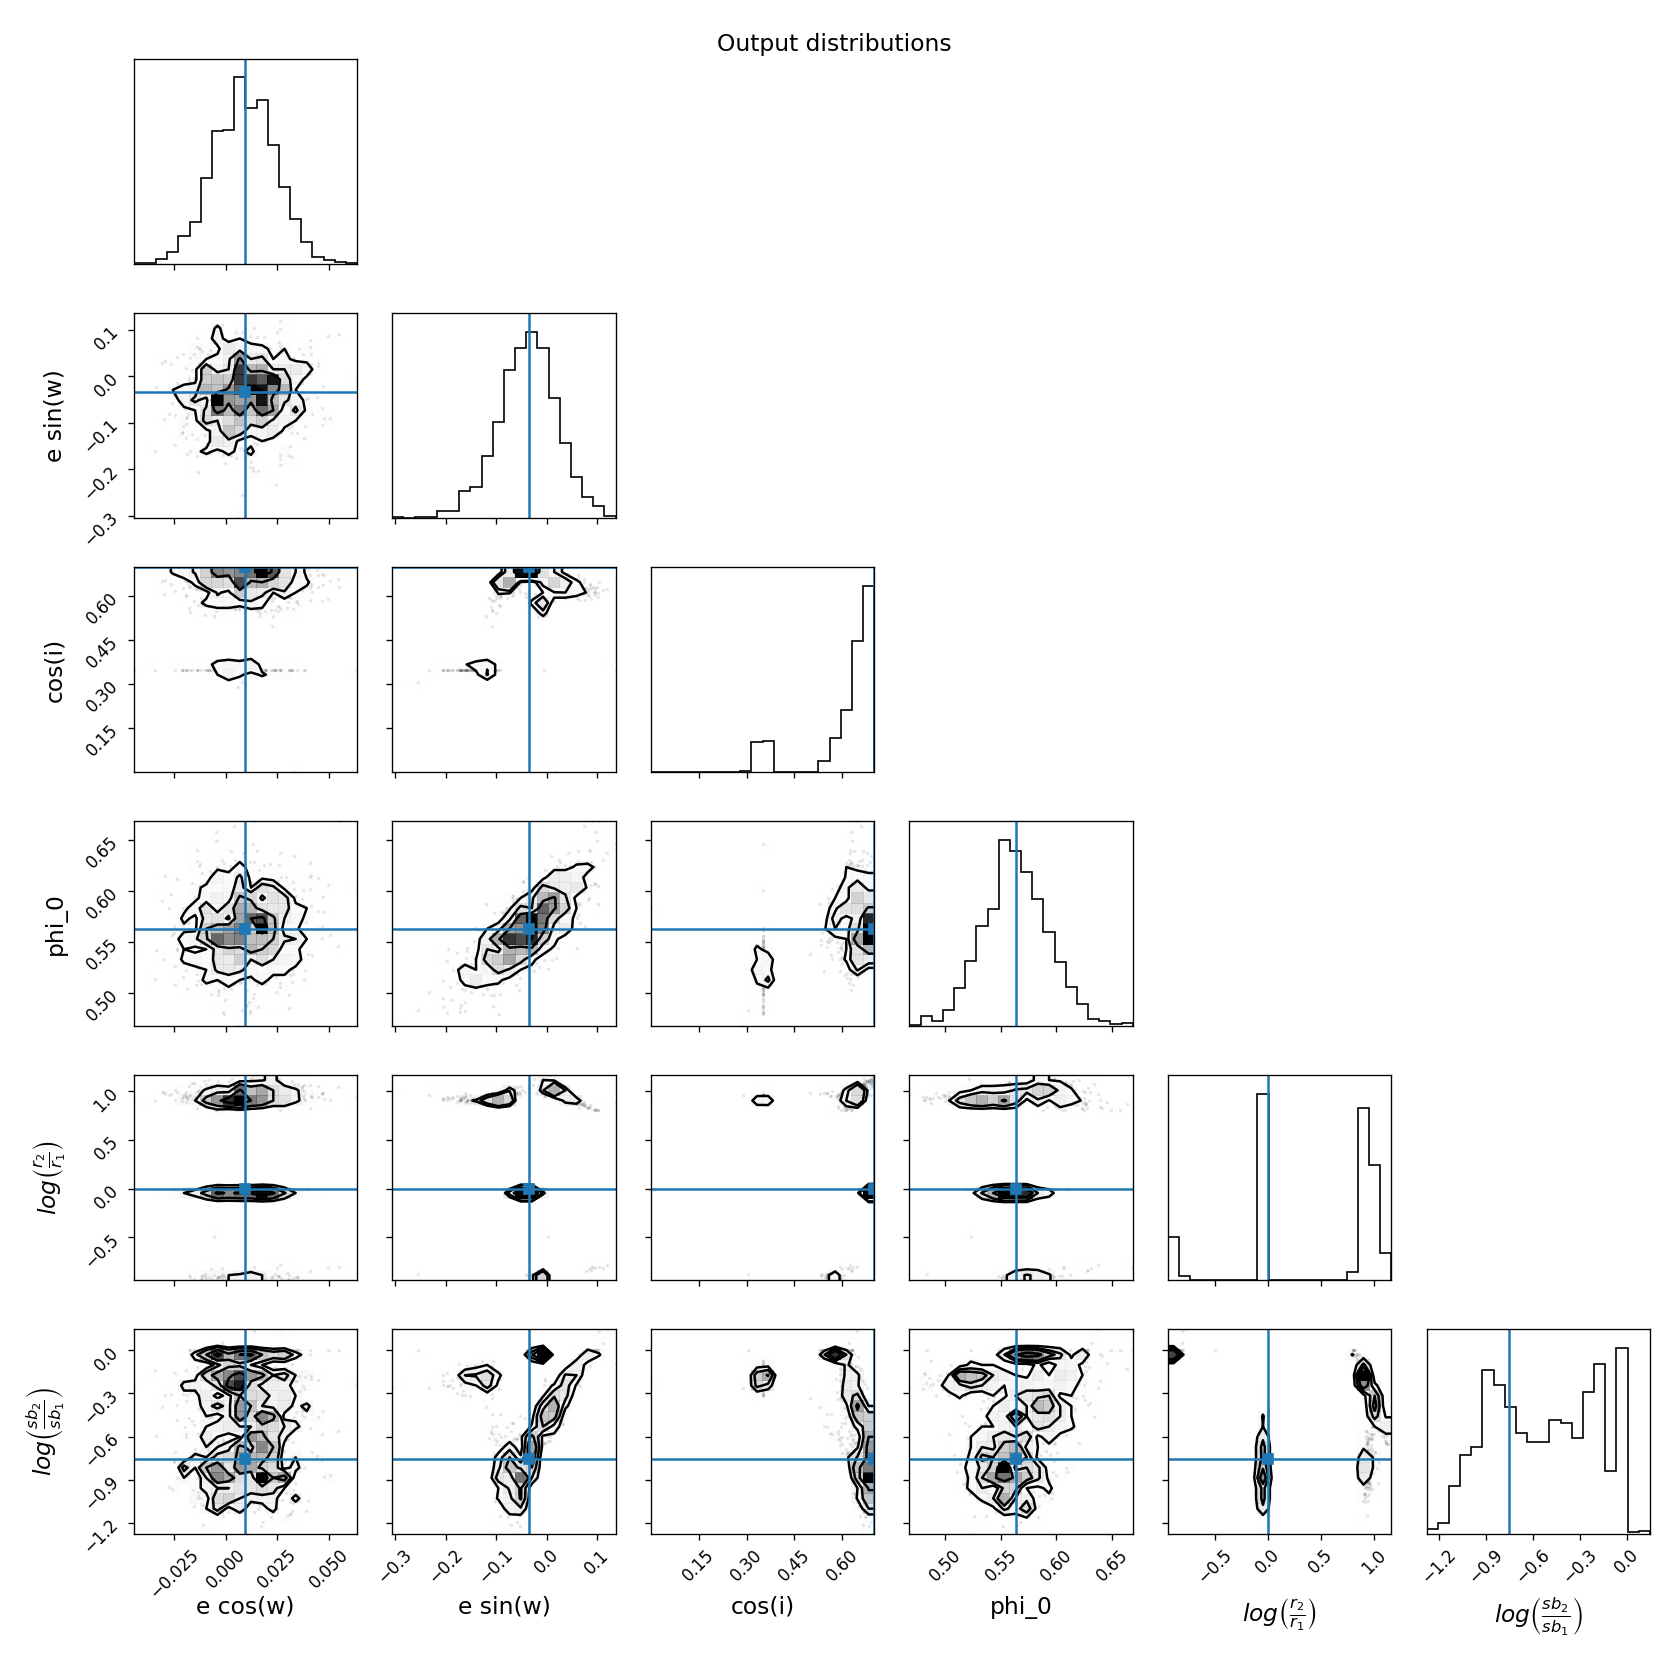 Output distributions
e sin(w)
0.1
0.0
−0.1
−0.2
−0.3
cos(i)
0.60
0.45
0.30
0.15
phi_0
0.65
0.60
0.55
0.50
log(r₂/r₁)
1.0
0.5
0.0
−0.5
log(sb₂/sb₁)
0.0
−0.3
−0.6
−0.9
−1.2
−0.025 0.000 0.025 0.050
−0.3 −0.2 −0.1 0.0 0.1
0.15 0.30 0.45 0.60
0.50 0.55 0.60 0.65
−0.5 0.0 0.5 1.0
−1.2 −0.9 −0.6 −0.3 0.0
e cos(w)
e sin(w)
cos(i)
phi_0
log(r₂/r₁)
log(sb₂/sb₁)